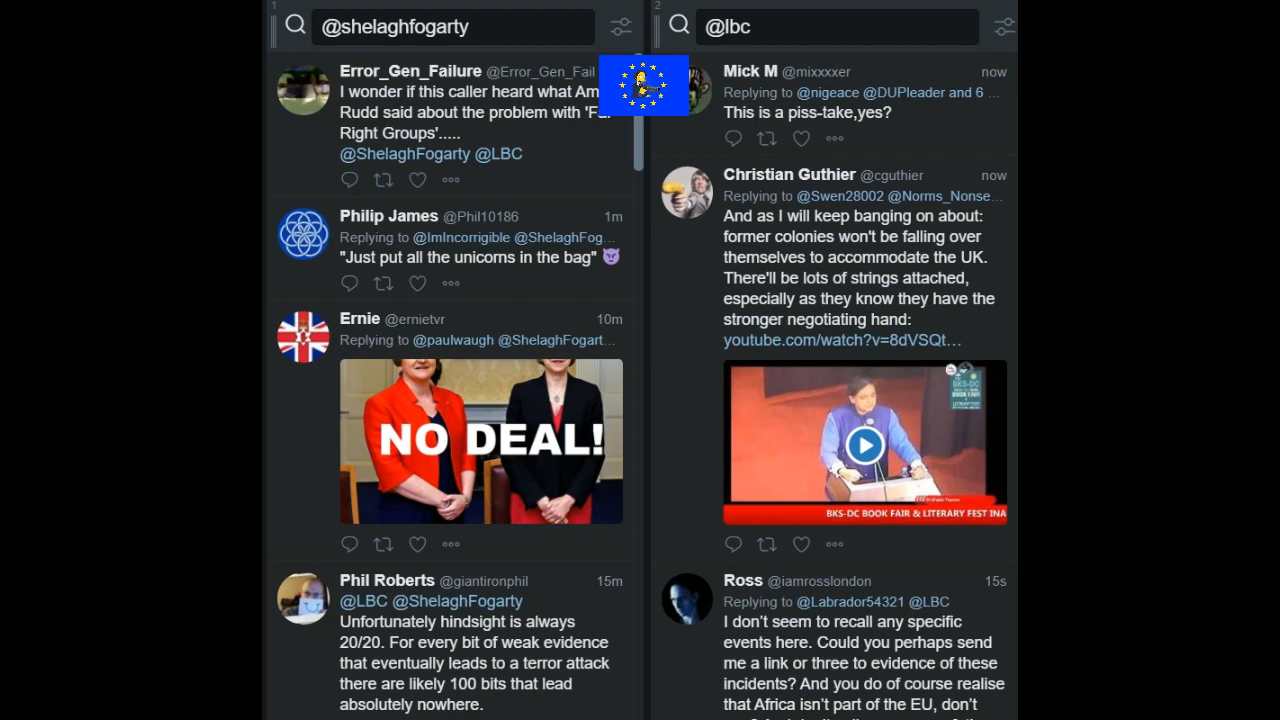 1
@shelaghfogarty
Error_Gen_Failure @Error_Gen_Fail
I wonder if this caller heard what Am
Rudd said about the problem with 'Far
Right Groups'.....
@ShelaghFogarty @LBC
Philip James @Phil10186 1m
Replying to @ImIncorrigible @ShelaghFog...
"Just put all the unicorns in the bag" 😈
Ernie @ernietvr 10m
Replying to @paulwaugh @ShelaghFogart...
NO DEAL!
Phil Roberts @giantironphil 15m
@LBC @ShelaghFogarty
Unfortunately hindsight is always
20/20. For every bit of weak evidence
that eventually leads to a terror attack
there are likely 100 bits that lead
absolutely nowhere.
2
@lbc
Mick M @mixxxxer now
Replying to @nigeace @DUPleader and 6 ...
This is a piss-take,yes?
Christian Guthier @cguthier now
Replying to @Swen28002 @Norms_Nonse...
And as I will keep banging on about:
former colonies won't be falling over
themselves to accommodate the UK.
There'll be lots of strings attached,
especially as they know they have the
stronger negotiating hand:
youtube.com/watch?v=8dVSQt...
BKS-DC
BOOK FAIR
BKS-DC BOOK FAIR & LITERARY FEST INA
Ross @iamrosslondon 15s
Replying to @Labrador54321 @LBC
I don't seem to recall any specific
events here. Could you perhaps send
me a link or three to evidence of these
incidents? And you do of course realise
that Africa isn't part of the EU, don't